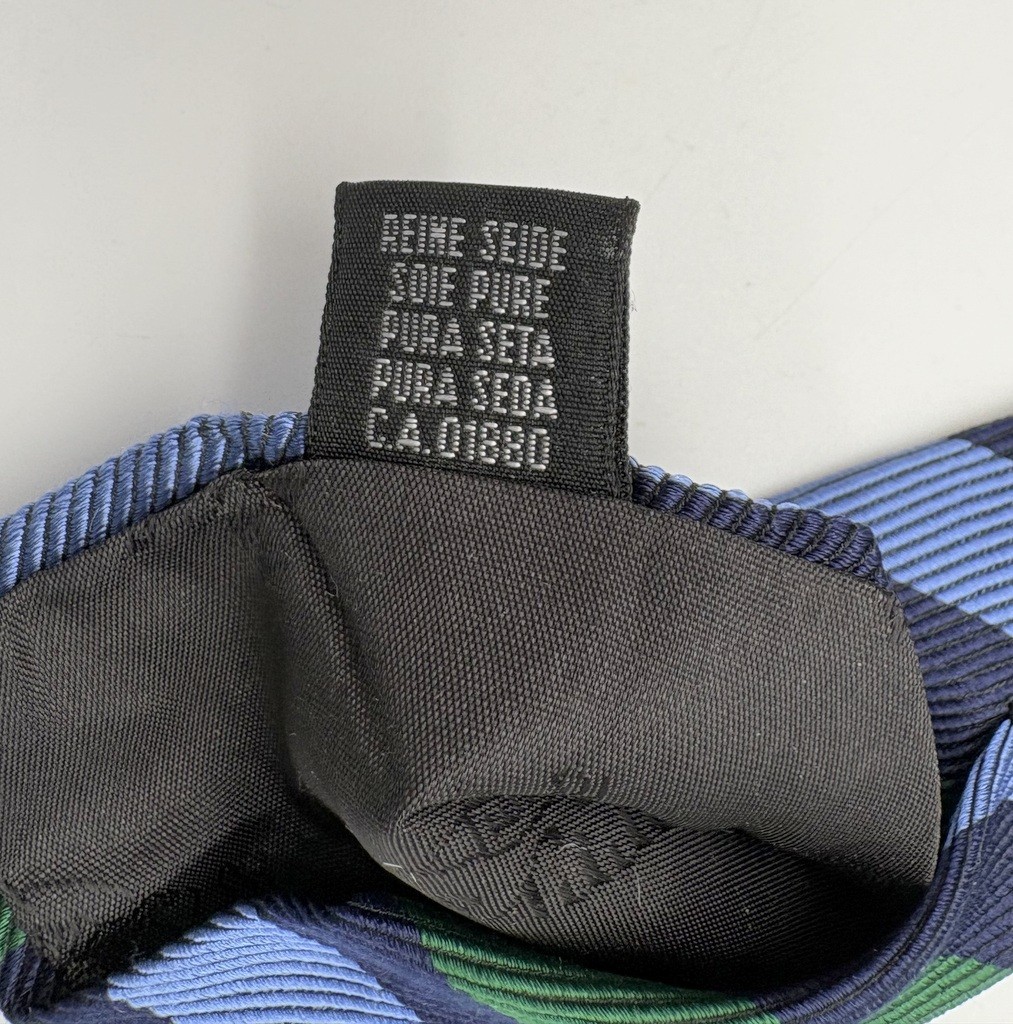 REINE SEIDE
SOIE PURE
PURA SETA
PURA SEDA
C.A.01880